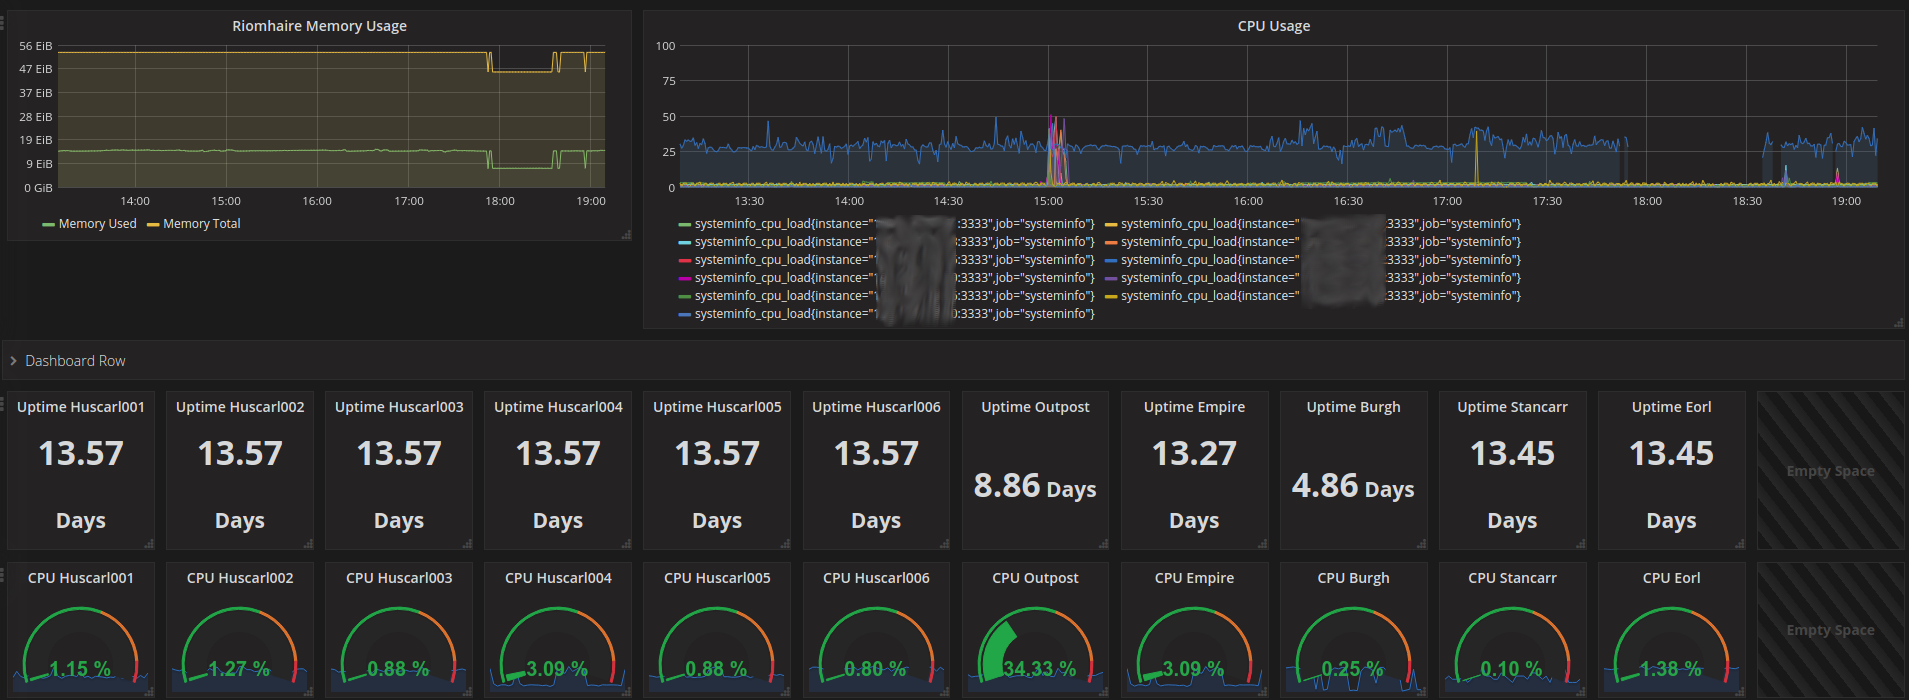 Riomhaire Memory Usage
56 EiB
47 EiB
37 EiB
28 EiB
19 EiB
9 EiB
0 GiB
14:00 15:00 16:00 17:00 18:00 19:00
Memory Used Memory Total
CPU Usage
100
75
50
25
0
13:30 14:00 14:30 15:00 15:30 16:00 16:30 17:00 17:30 18:00 18:30 19:00
systeminfo_cpu_load{instance=" :3333",job="systeminfo"} systeminfo_cpu_load{instance=" :3333",job="systeminfo"}
systeminfo_cpu_load{instance=" :3333",job="systeminfo"} systeminfo_cpu_load{instance=" :3333",job="systeminfo"}
systeminfo_cpu_load{instance=" :3333",job="systeminfo"} systeminfo_cpu_load{instance=" :3333",job="systeminfo"}
systeminfo_cpu_load{instance=" :3333",job="systeminfo"} systeminfo_cpu_load{instance=" :3333",job="systeminfo"}
systeminfo_cpu_load{instance=" :3333",job="systeminfo"} systeminfo_cpu_load{instance=" :3333",job="systeminfo"}
systeminfo_cpu_load{instance=" :3333",job="systeminfo"}
Dashboard Row
Uptime Huscarl001 Uptime Huscarl002 Uptime Huscarl003 Uptime Huscarl004 Uptime Huscarl005 Uptime Huscarl006 Uptime Outpost Uptime Empire Uptime Burgh Uptime Stancarr Uptime Eorl
13.57 13.57 13.57 13.57 13.57 13.57 13.27 13.45 13.45
Empty Space
8.86 Days 4.86 Days
Days Days Days Days Days Days Days Days Days
CPU Huscarl001 CPU Huscarl002 CPU Huscarl003 CPU Huscarl004 CPU Huscarl005 CPU Huscarl006 CPU Outpost CPU Empire CPU Burgh CPU Stancarr CPU Eorl
Empty Space
1.15 % 1.27 % 0.88 % 3.09 % 0.88 % 0.80 % 34.33 % 3.09 % 0.25 % 0.10 % 1.38 %